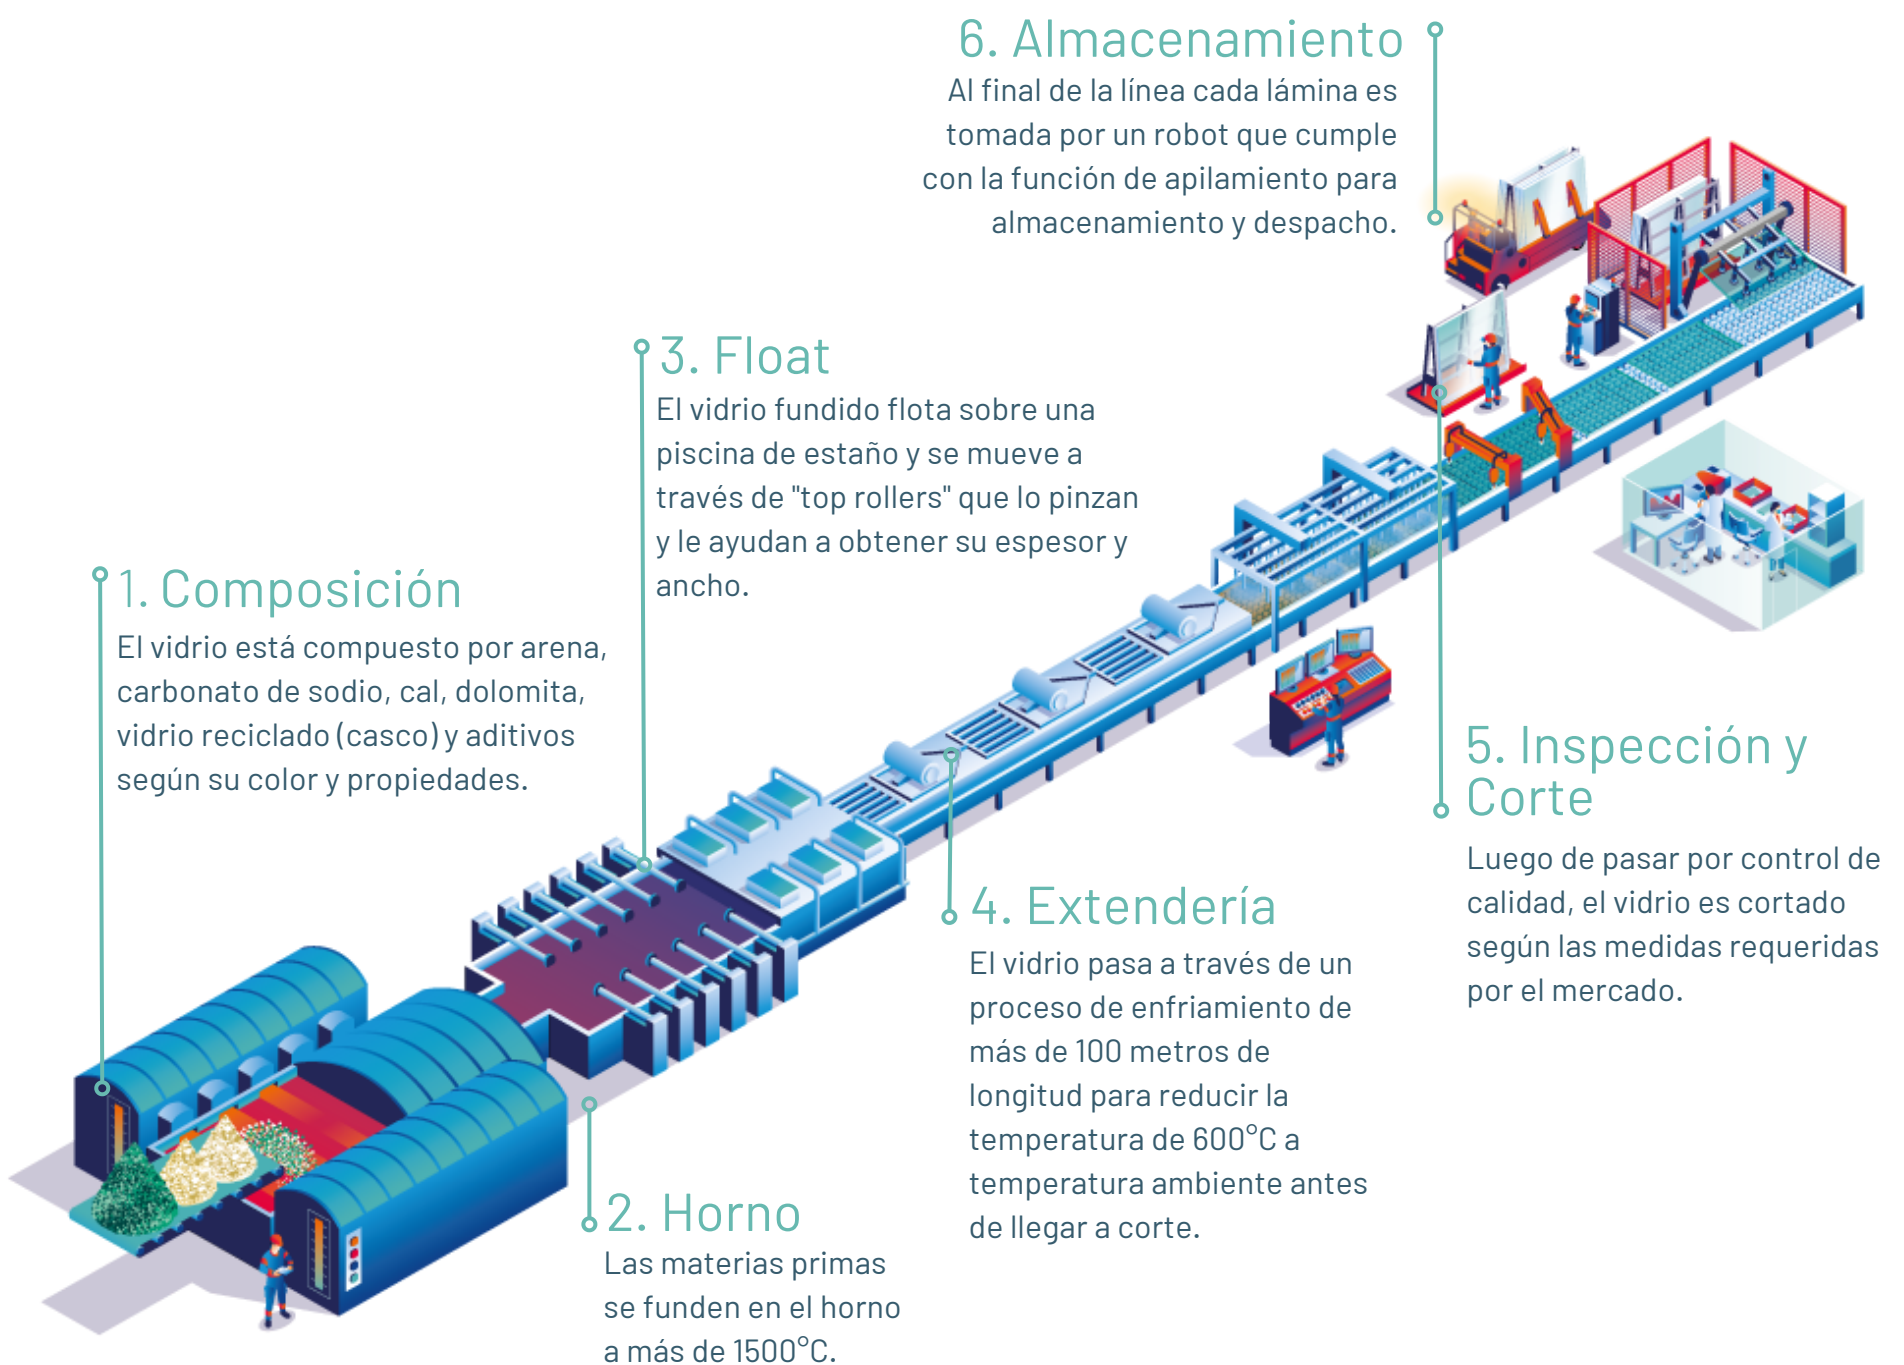 1. Composición
El vidrio está compuesto por arena,
carbonato de sodio, cal, dolomita,
vidrio reciclado (casco) y aditivos
según su color y propiedades.
2. Horno
Las materias primas
se funden en el horno
a más de 1500°C.
3. Float
El vidrio fundido flota sobre una
piscina de estaño y se mueve a
través de "top rollers" que lo pinzan
y le ayudan a obtener su espesor y
ancho.
4. Extendería
El vidrio pasa a través de un
proceso de enfriamiento de
más de 100 metros de
longitud para reducir la
temperatura de 600°C a
temperatura ambiente antes
de llegar a corte.
5. Inspección y
Corte
Luego de pasar por control de
calidad, el vidrio es cortado
según las medidas requeridas
por el mercado.
6. Almacenamiento
Al final de la línea cada lámina es
tomada por un robot que cumple
con la función de apilamiento para
almacenamiento y despacho.